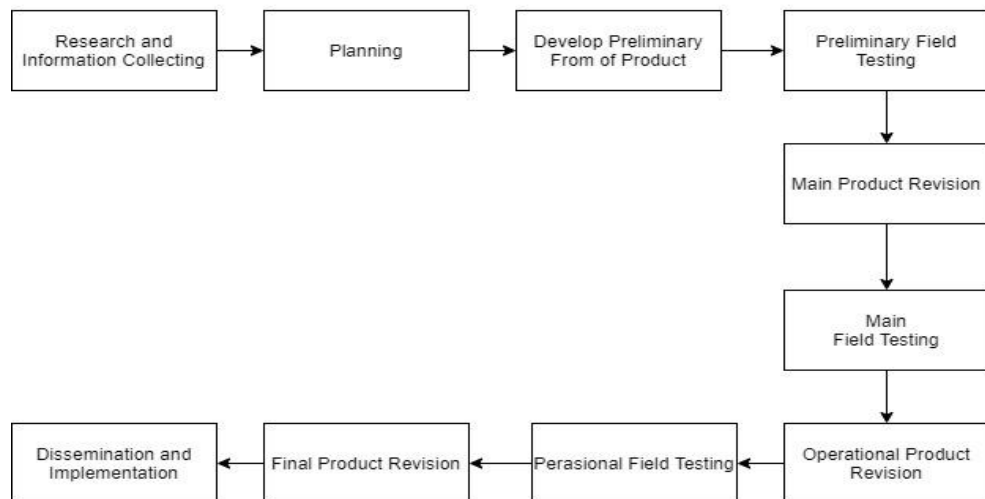 Research and
Information Collecting
Planning
Develop Preliminary
From of Product
Preliminary Field
Testing
Main Product Revision
Main
Field Testing
Operational Product
Revision
Perasional Field Testing
Final Product Revision
Dissemination and
Implementation